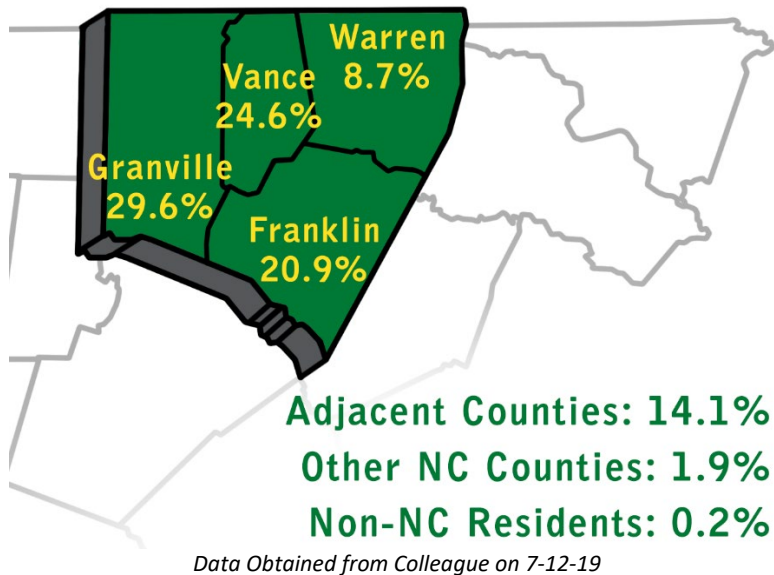 Warren
8.7%
Vance
24.6%
Granville
29.6%
Franklin
20.9%
Adjacent Counties: 14.1%
Other NC Counties: 1.9%
Non-NC Residents: 0.2%
Data Obtained from Colleague on 7-12-19